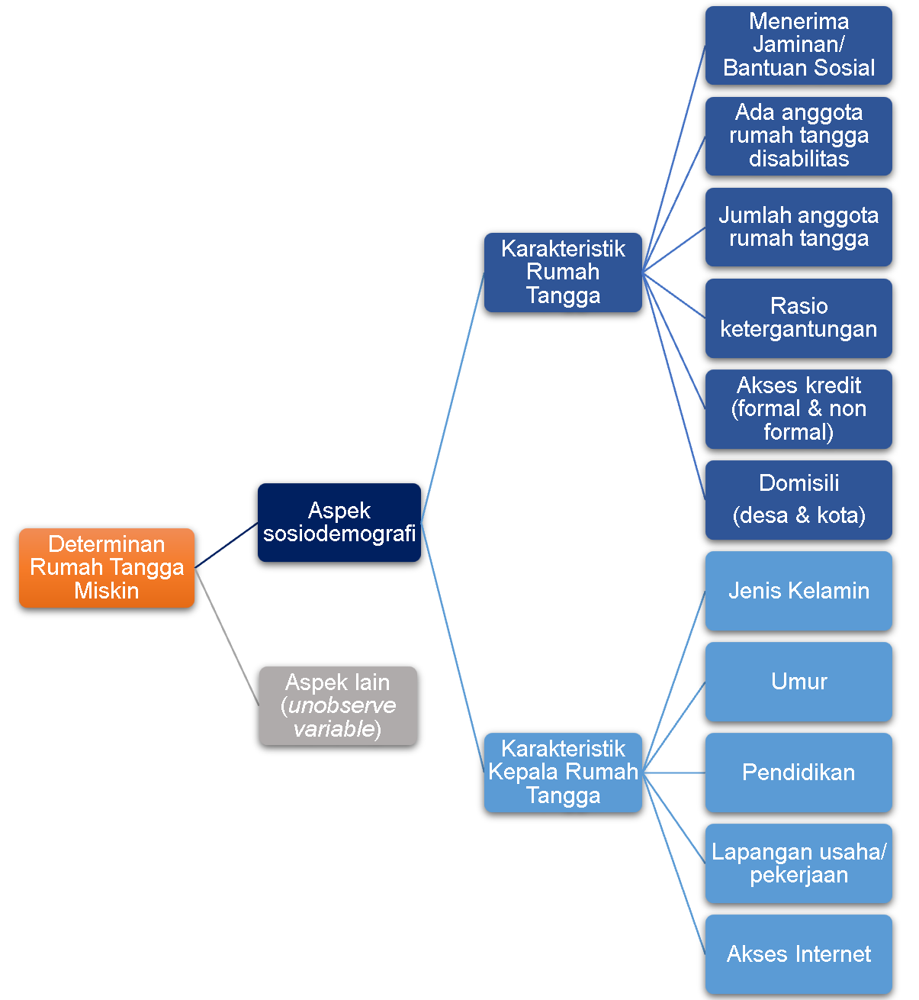 Determinan
Rumah Tangga
Miskin
Aspek
sosiodemografi
Aspek lain
(unobserve
variable)
Karakteristik
Rumah
Tangga
Menerima
Jaminan/
Bantuan Sosial
Ada anggota
rumah tangga
disabilitas
Jumlah anggota
rumah tangga
Rasio
ketergantungan
Akses kredit
(formal & non
formal)
Domisili
(desa & kota)
Karakteristik
Kepala Rumah
Tangga
Jenis Kelamin
Umur
Pendidikan
Lapangan usaha/
pekerjaan
Akses Internet